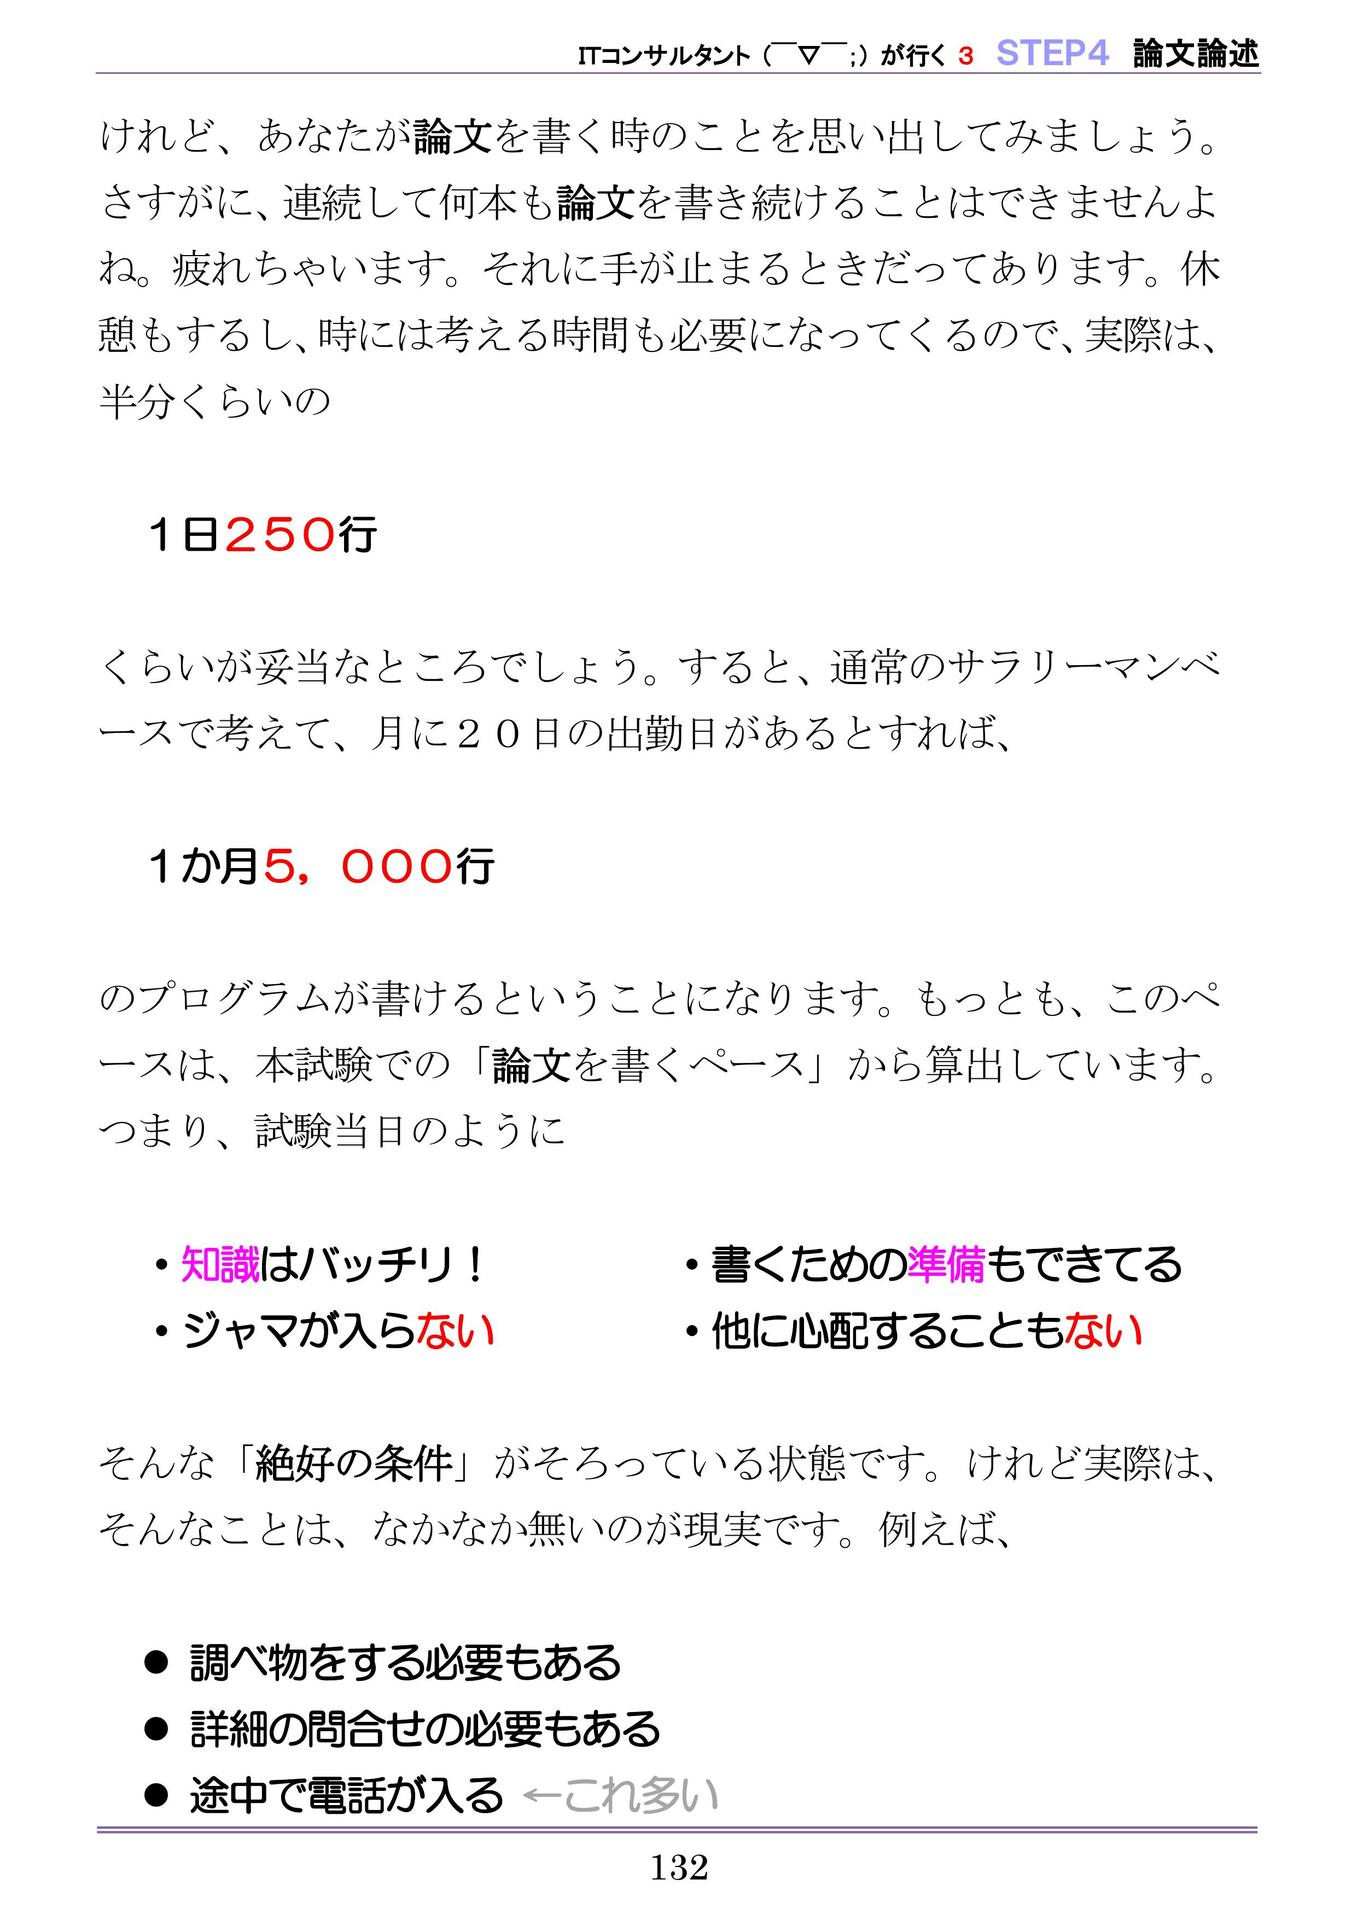 ITコンサルタント（￣▽￣；）が行く 3 STEP4 論文論述
けれど、あなたが論文を書く時のことを思い出してみましょう。
さすがに、連続して何本も論文を書き続けることはできませんよ
ね。疲れちゃいます。それに手が止まるときだってあります。休
憩もするし、時には考える時間も必要になってくるので、実際は、
半分くらいの
１日２５０行
くらいが妥当なところでしょう。すると、通常のサラリーマンベ
ースで考えて、月に２０日の出勤日があるとすれば、
１か月５，０００行
のプログラムが書けるということになります。もっとも、このペ
ースは、本試験での「論文を書くペース」から算出しています。
つまり、試験当日のように
・知識はバッチリ！ ・書くための準備もできてる
・ジャマが入らない ・他に心配することもない
そんな「絶好の条件」がそろっている状態です。けれど実際は、
そんなことは、なかなか無いのが現実です。例えば、
● 調べ物をする必要もある
● 詳細の問合せの必要もある
● 途中で電話が入る ←これ多い
132